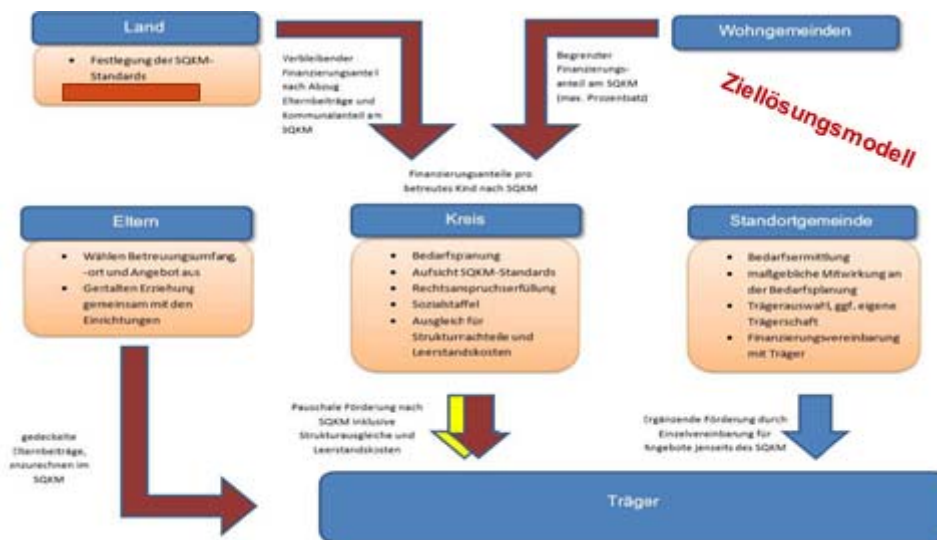 Land
Festlegung der SQKM-
Standards
Verbleibender
Finanzierungsanteil
nach Abzug
Elternbeiträge und
Kommunalanteil am
SQKM
Begrenzter
Finanzierungs-
anteil am SQKM
(max. Prozentsatz)
Wohngemeinden
Ziellösungsmodell
Finanzierungsanteile pro
betreutes Kind nach SQKM
Eltern
Wählen Betreuungsumfang,
-ort und Angebot aus
Gestalten Erziehung
gemeinsam mit den
Einrichtungen
Kreis
Bedarfsplanung
Aufsicht SQKM-Standards
Rechtsanspruchserfüllung
Sozialstaffel
Ausgleich für
Strukturnachteile und
Leerstandskosten
Standortgemeinde
Bedarfsermittlung
maßgebliche Mitwirkung an
der Bedarfsplanung
Trägerauswahl, ggf. eigene
Trägerschaft
Finanzierungsvereinbarung
mit Träger
gedeckelte
Elternbeiträge,
anzurechnen im
SQKM
Pauschale Förderung nach
SQKM inklusive
Strukturausgleiche und
Leerstandskosten
Ergänzende Förderung durch
Einzelvereinbarung für
Angebote jenseits des SQKM
Träger